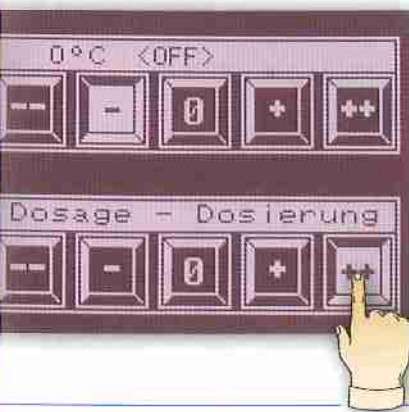 0°C <OFF>
-- - 0 + ++
Dosage - Dosierung
-- - 0 + ++